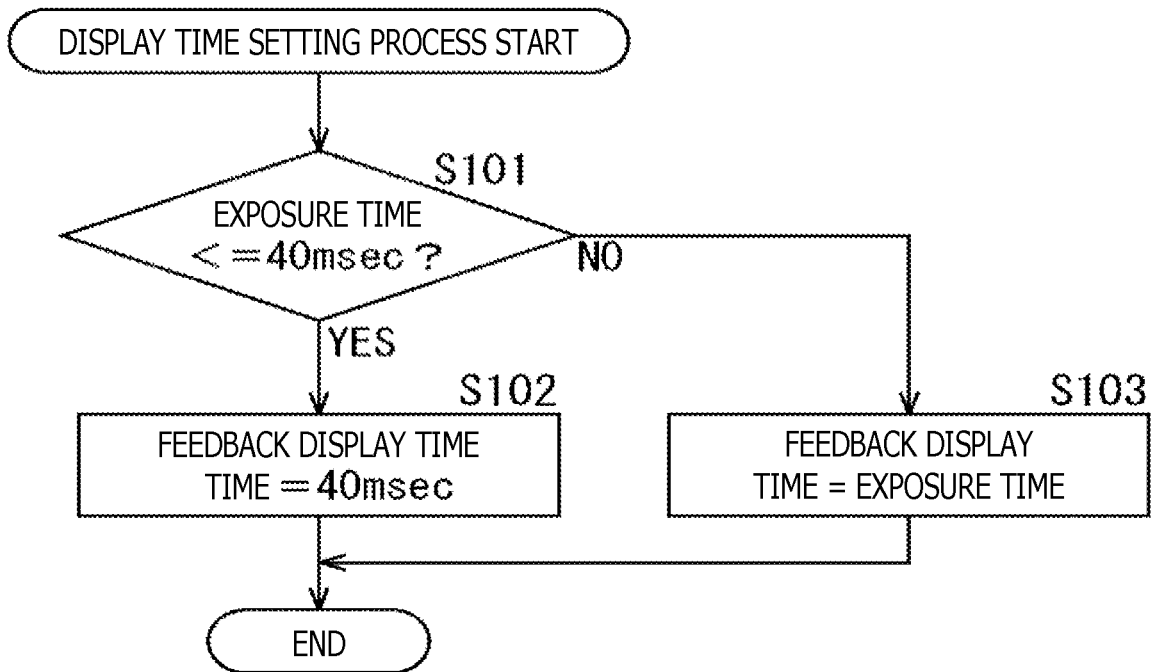 DISPLAY TIME SETTING PROCESS START
S101
EXPOSURE TIME
<=40msec?
NO
YES
S102
FEEDBACK DISPLAY TIME
TIME =40msec
S103
FEEDBACK DISPLAY
TIME = EXPOSURE TIME
END